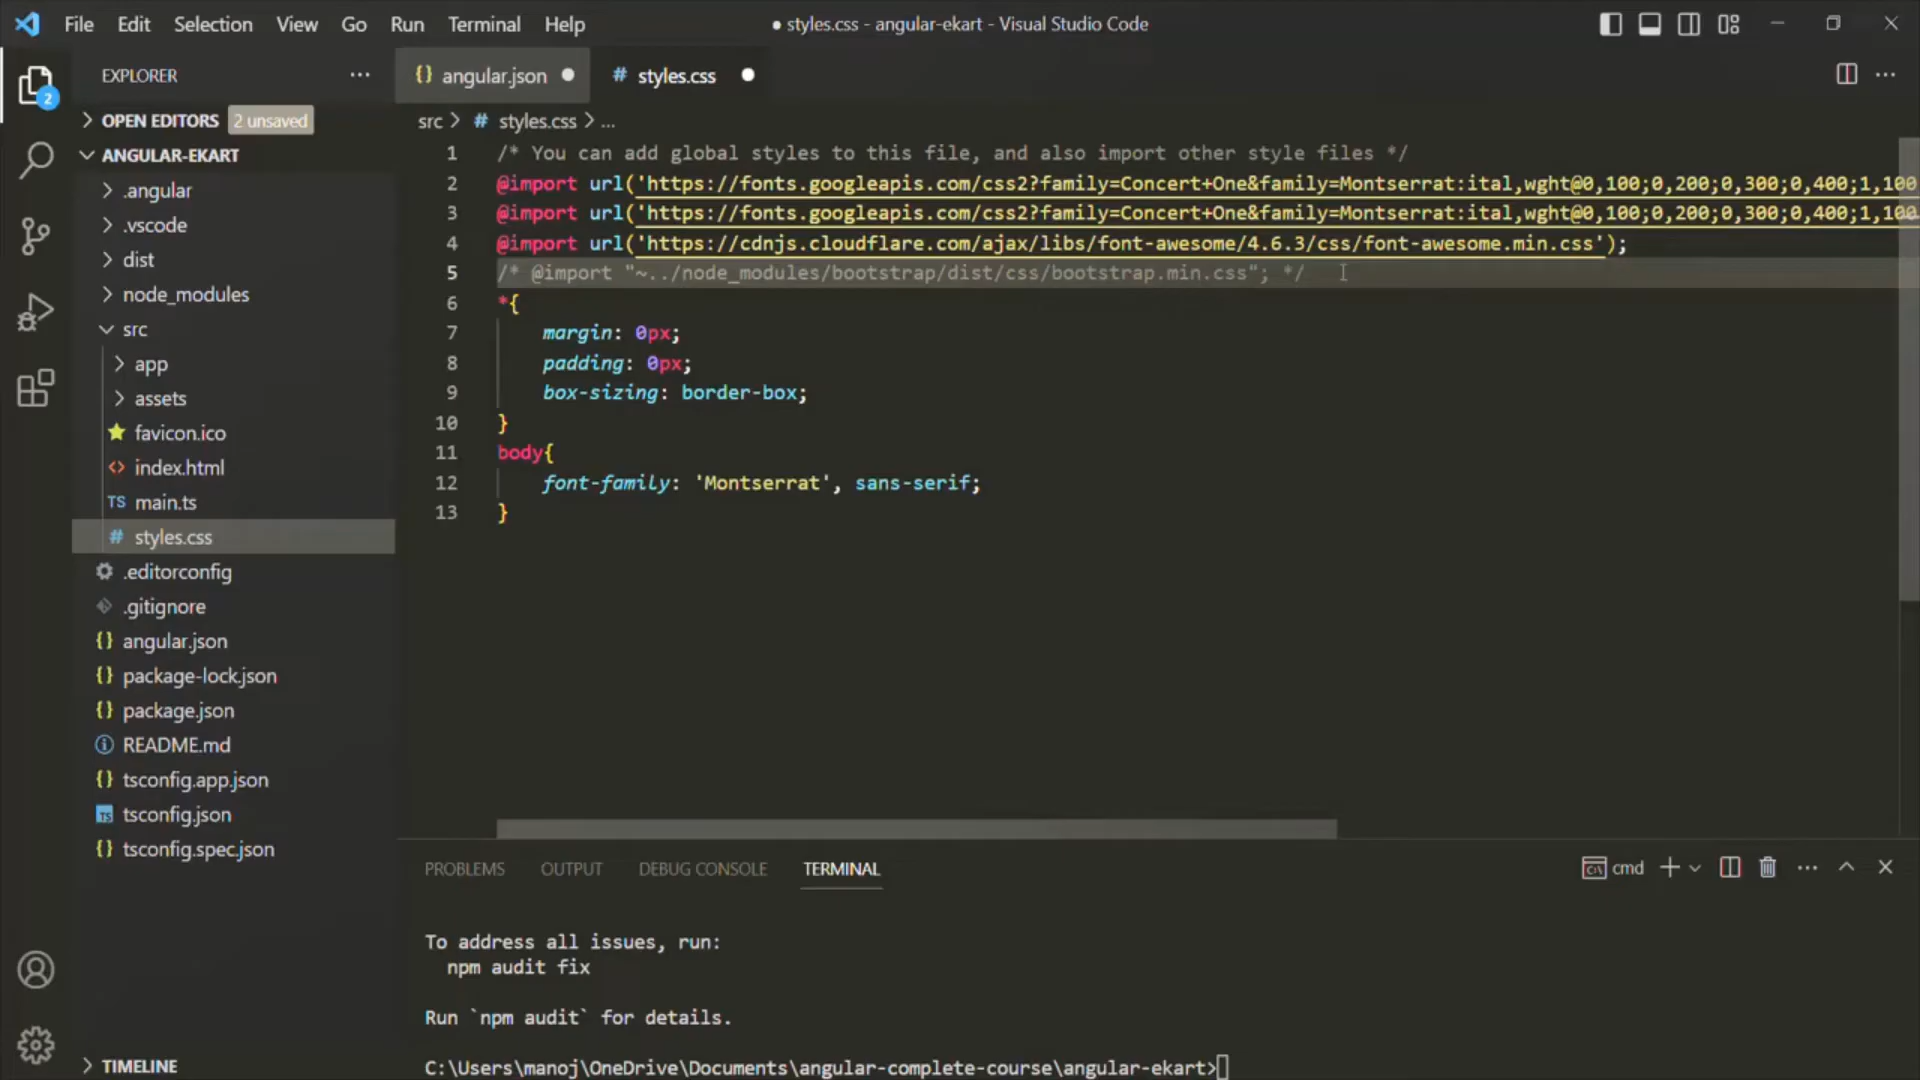 File Edit Selection View Go Run Terminal Help
● styles.css - angular-ekart - Visual Studio Code
EXPLORER
{} angular.json
# styles.css
2
OPEN EDITORS 2 unsaved
src > # styles.css > ...
ANGULAR-EKART
.angular
.vscode
dist
node_modules
src
app
assets
favicon.ico
<> index.html
TS main.ts
# styles.css
.editorconfig
.gitignore
{} angular.json
{} package-lock.json
{} package.json
README.md
{} tsconfig.app.json
TS tsconfig.json
{} tsconfig.spec.json
TIMELINE
1 /* You can add global styles to this file, and also import other style files */
2 @import url('https://fonts.googleapis.com/css2?family=Concert+One&family=Montserrat:ital,wght@0,100;0,200;0,300;0,400;1,100
3 @import url('https://fonts.googleapis.com/css2?family=Concert+One&family=Montserrat:ital,wght@0,100;0,200;0,300;0,400;1,100
4 @import url('https://cdnjs.cloudflare.com/ajax/libs/font-awesome/4.6.3/css/font-awesome.min.css');
5 /* @import "~../node_modules/bootstrap/dist/css/bootstrap.min.css"; */
6 *{
7 margin: 0px;
8 padding: 0px;
9 box-sizing: border-box;
10 }
11 body{
12 font-family: 'Montserrat', sans-serif;
13 }
PROBLEMS OUTPUT DEBUG CONSOLE TERMINAL
cmd
To address all issues, run:
npm audit fix
Run `npm audit` for details.
C:\Users\manoj\OneDrive\Documents\angular-complete-course\angular-ekart>